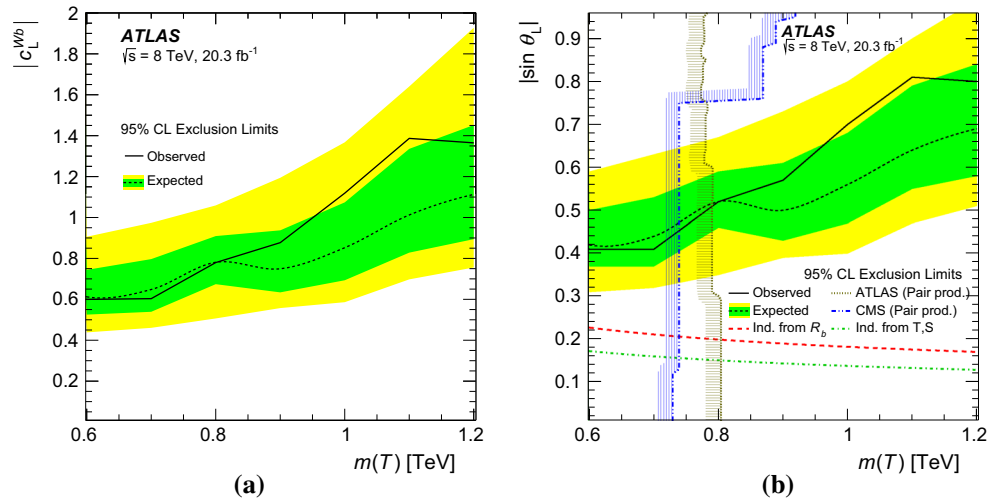 |c_L^{Wb}|
2
1.8
1.6
1.4
1.2
1
0.8
0.6
0.4
0.2
ATLAS
√s = 8 TeV, 20.3 fb⁻¹
95% CL Exclusion Limits
Observed
Expected
0.6 0.8 1 1.2
m(T) [TeV]
(a)
|sin θ_L|
0.9
0.8
0.7
0.6
0.5
0.4
0.3
0.2
0.1
ATLAS
√s = 8 TeV, 20.3 fb⁻¹
95% CL Exclusion Limits
Observed ATLAS (Pair prod.)
Expected CMS (Pair prod.)
Ind. from R_b Ind. from T,S
0.6 0.8 1 1.2
m(T) [TeV]
(b)